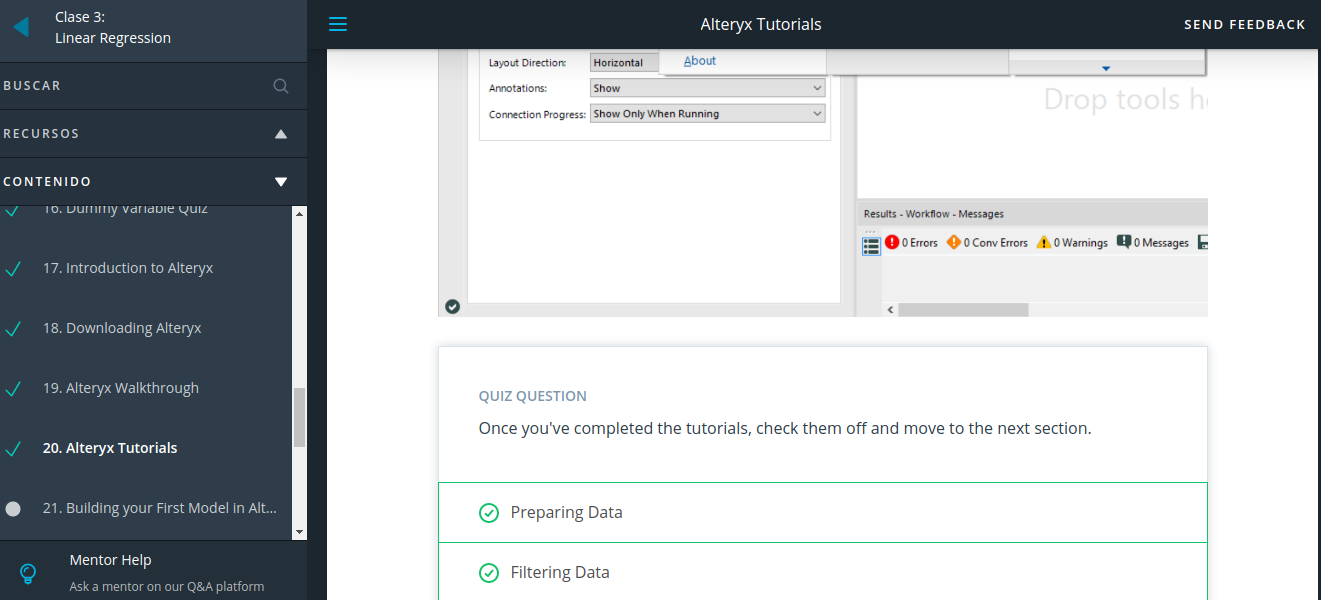 Clase 3:
Linear Regression
BUSCAR
RECURSOS
CONTENIDO
16. Dummy Variable Quiz
17. Introduction to Alteryx
18. Downloading Alteryx
19. Alteryx Walkthrough
20. Alteryx Tutorials
21. Building your First Model in Alt...
Mentor Help
Ask a mentor on our Q&A platform
Alteryx Tutorials
SEND FEEDBACK
Layout Direction: Horizontal
About
Annotations: Show
Connection Progress: Show Only When Running
Drop tools
Results - Workflow - Messages
0 Errors 0 Conv Errors 0 Warnings 0 Messages
QUIZ QUESTION
Once you've completed the tutorials, check them off and move to the next section.
Preparing Data
Filtering Data